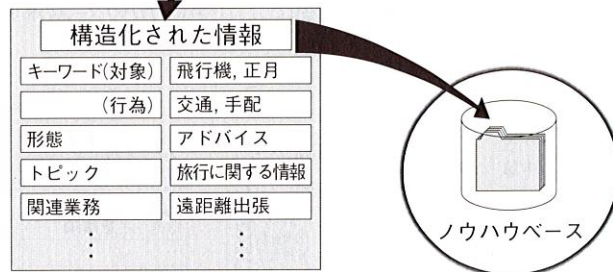 構造化された情報
キーワード(対象) 飛行機, 正月
(行為) 交通, 手配
形態 アドバイス
トピック 旅行に関する情報
関連業務 遠距離出張
⋮ ⋮
ノウハウベース